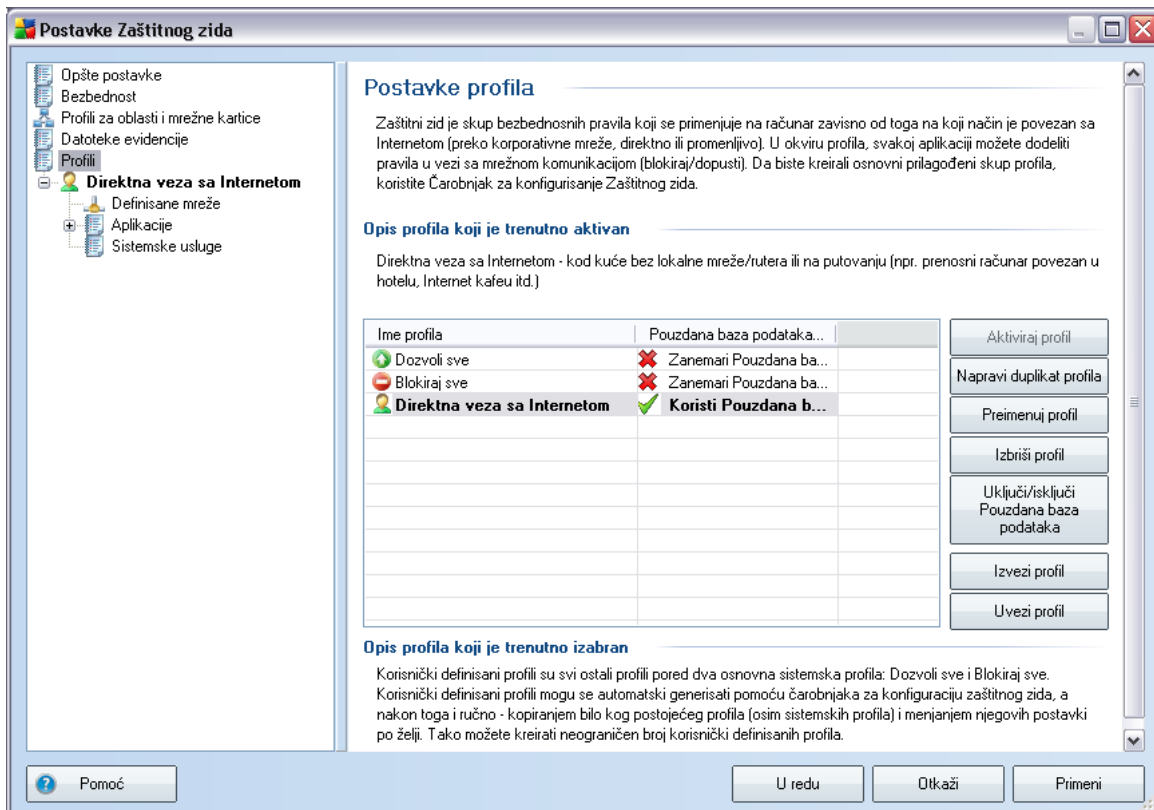 Postavke Zaštitnog zida
Opšte postavke
Bezbednost
Profili za oblasti i mrežne kartice
Datoteke evidencije
Profili
Direktna veza sa Internetom
Definisane mreže
Aplikacije
Sistemske usluge
Postavke profila
Zaštitni zid je skup bezbednosnih pravila koji se primenjuje na računar zavisno od toga na koji način je povezan sa
Internetom (preko korporativne mreže, direktno ili promenljivo). U okviru profila, svakoj aplikaciji možete dodeliti
pravila u vezi sa mrežnom komunikacijom (blokiraj/dopusti). Da biste kreirali osnovni prilagođeni skup profila,
koristite Čarobnjak za konfigurisanje Zaštitnog zida.
Opis profila koji je trenutno aktivan
Direktna veza sa Internetom - kod kuće bez lokalne mreže/rutera ili na putovanju (npr. prenosni računar povezan u
hotelu, Internet kafeu itd.)
Ime profila Pouzdana baza podataka...
Dozvoli sve Zanemari Pouzdana ba...
Blokiraj sve Zanemari Pouzdana ba...
Direktna veza sa Internetom Koristi Pouzdana b...
Aktiviraj profil
Napravi duplikat profila
Preimenuj profil
Izbriši profil
Uključi/isključi
Pouzdana baza
podataka
Izvezi profil
Uvezi profil
Opis profila koji je trenutno izabran
Korisnički definisani profili su svi ostali profili pored dva osnovna sistemska profila: Dozvoli sve i Blokiraj sve.
Korisnički definisani profili mogu se automatski generisati pomoću čarobnjaka za konfiguraciju zaštitnog zida, a
nakon toga i ručno - kopiranjem bilo kog postojećeg profila (osim sistemskih profila) i menjanjem njegovih postavki
po želji. Tako možete kreirati neograničen broj korisnički definisanih profila.
Pomoć
U redu
Otkaži
Primeni